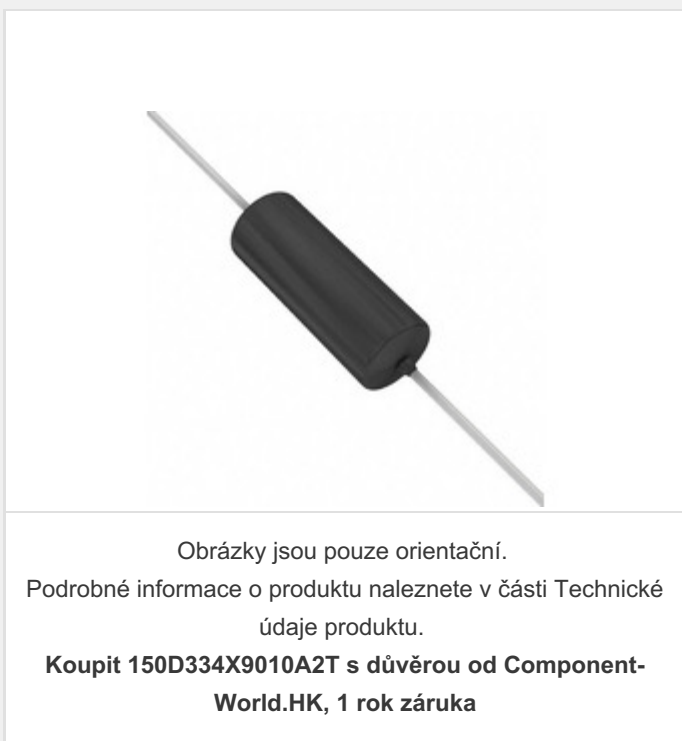 Obrázky jsou pouze orientační.
Podrobné informace o produktu naleznete v části Technické
údaje produktu.
Koupit 150D334X9010A2T s důvěrou od Component-
World.HK, 1 rok záruka